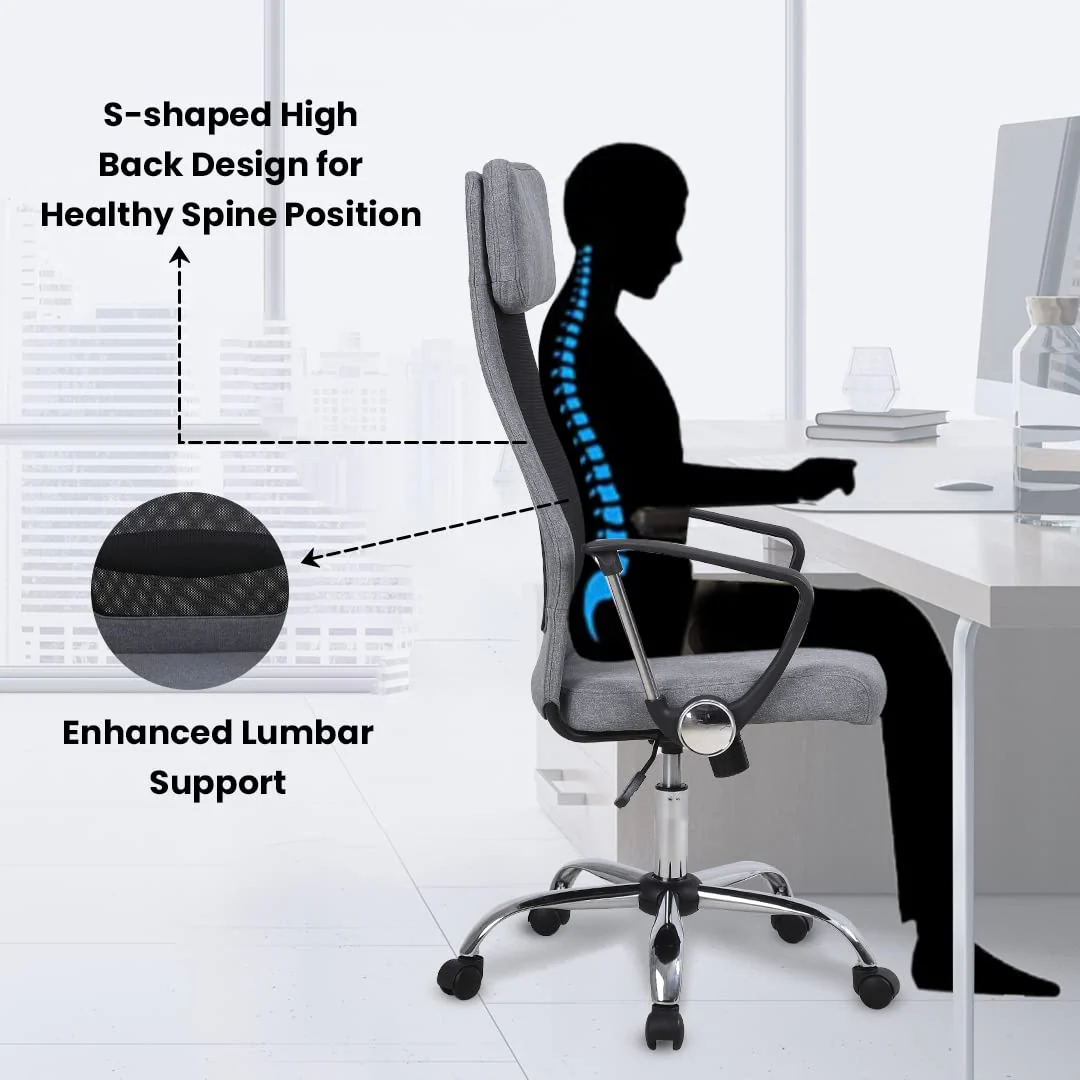 S-shaped High
Back Design for
Healthy Spine Position
Enhanced Lumbar
Support